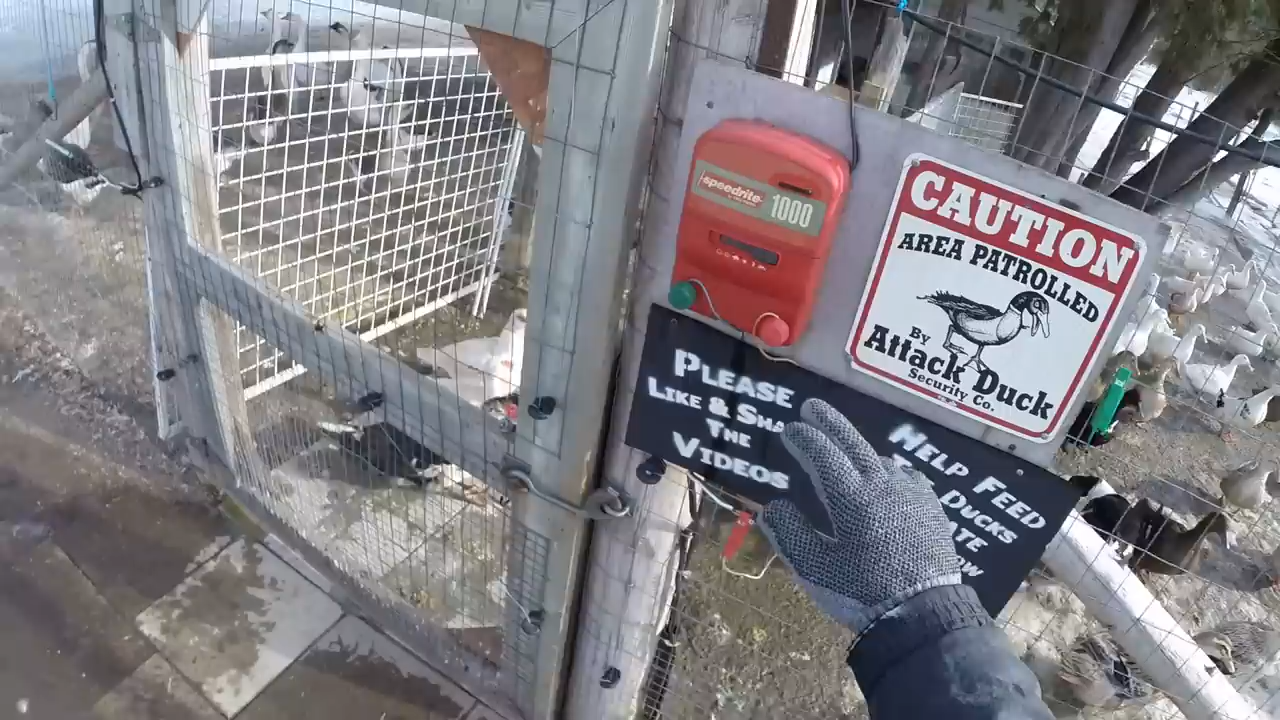 speedrite
1000
CAUTION
AREA PATROLLED
By
Attack Duck
Security Co.
PLEASE
LIKE & SHA
THE
VIDEOS
HELP FEED
DUCKS